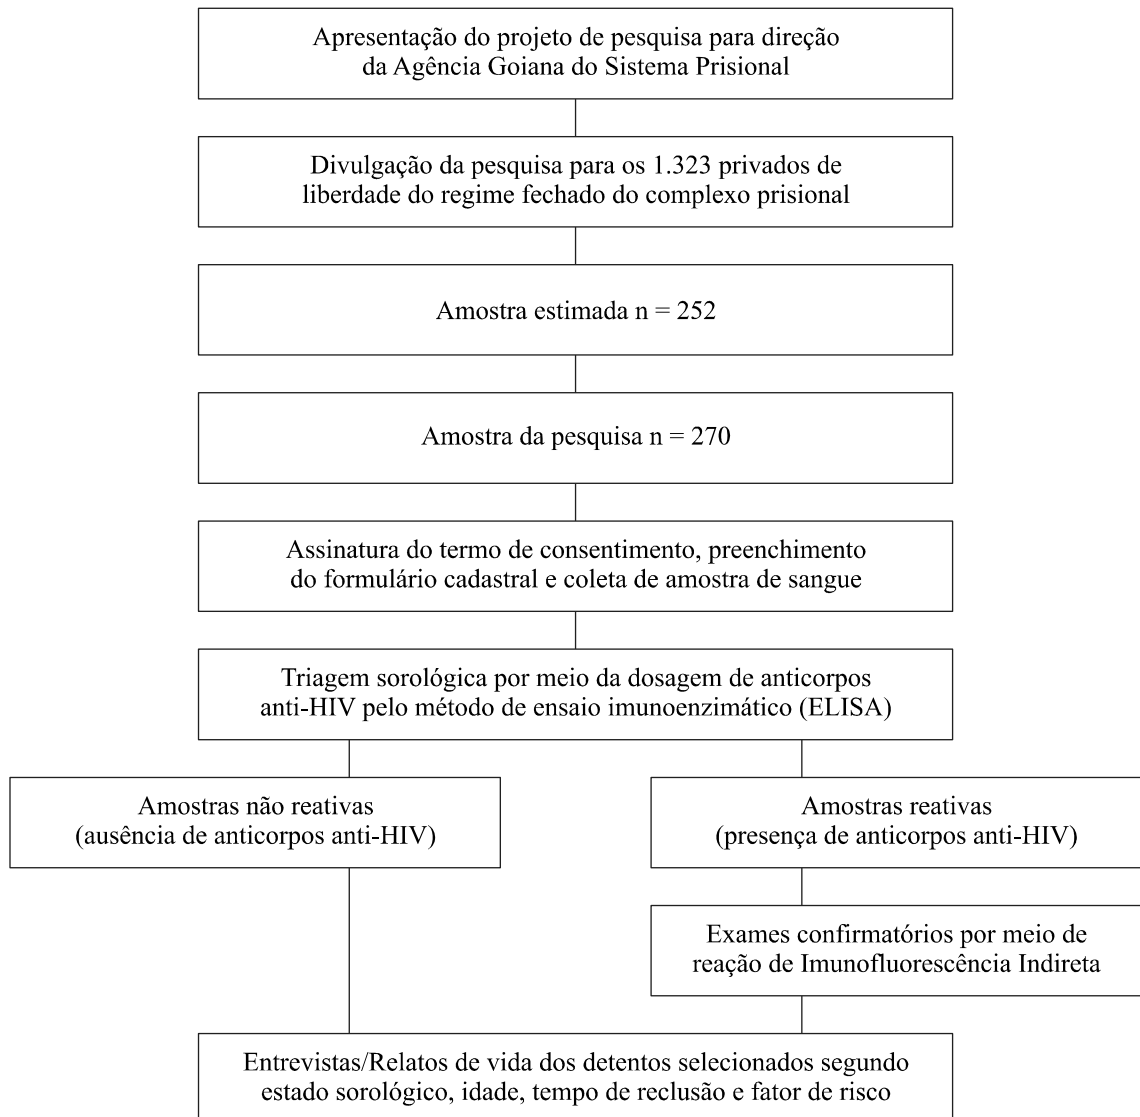 Apresentação do projeto de pesquisa para direção
da Agência Goiana do Sistema Prisional
Divulgação da pesquisa para os 1.323 privados de
liberdade do regime fechado do complexo prisional
Amostra estimada n = 252
Amostra da pesquisa n = 270
Assinatura do termo de consentimento, preenchimento
do formulário cadastral e coleta de amostra de sangue
Triagem sorológica por meio da dosagem de anticorpos
anti-HIV pelo método de ensaio imunoenzimático (ELISA)
Amostras não reativas
(ausência de anticorpos anti-HIV)
Amostras reativas
(presença de anticorpos anti-HIV)
Exames confirmatórios por meio de
reação de Imunofluorescência Indireta
Entrevistas/Relatos de vida dos detentos selecionados segundo
estado sorológico, idade, tempo de reclusão e fator de risco